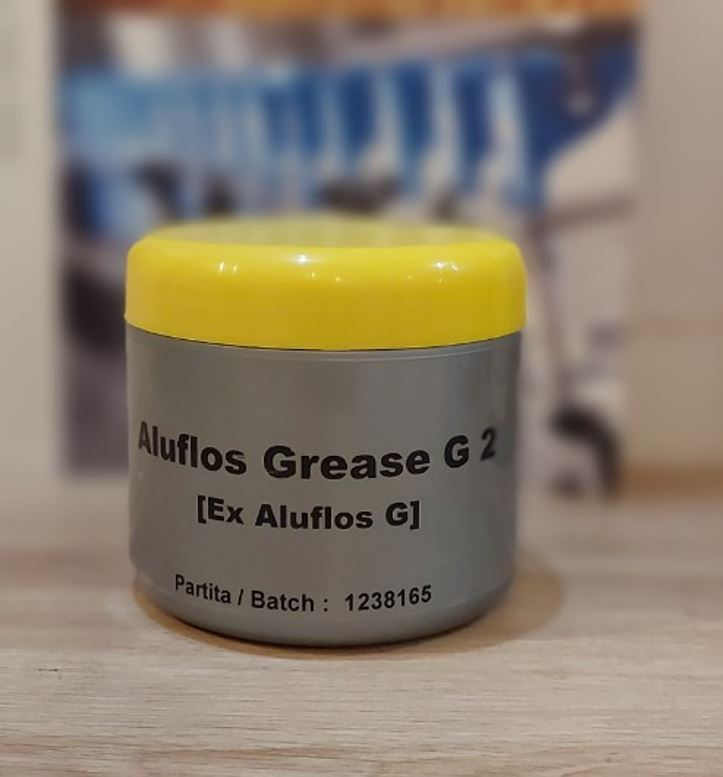 Aluflos Grease G 2
[Ex Aluflos G]
Partita / Batch : 1238165